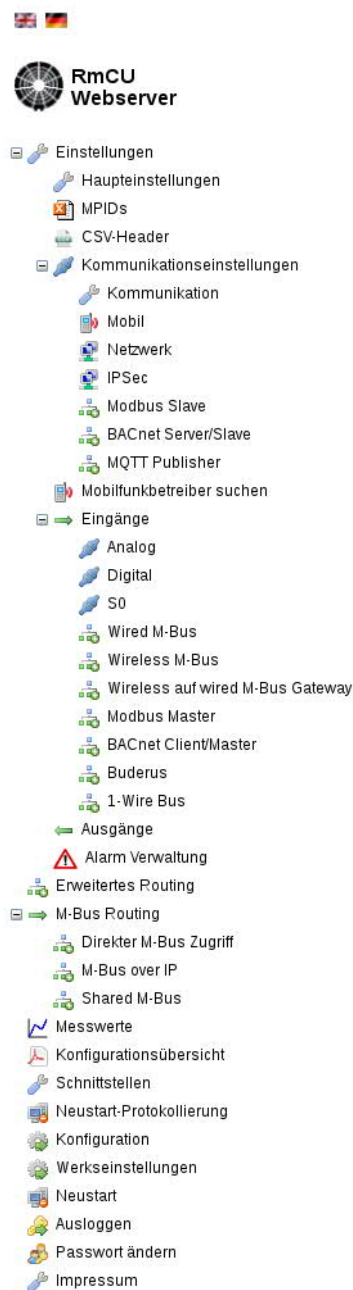 RmCU
Webserver
Einstellungen
Haupteinstellungen
MPIDs
CSV-Header
Kommunikationseinstellungen
Kommunikation
Mobil
Netzwerk
IPSec
Modbus Slave
BACnet Server/Slave
MQTT Publisher
Mobilfunkbetreiber suchen
Eingänge
Analog
Digital
S0
Wired M-Bus
Wireless M-Bus
Wireless auf wired M-Bus Gateway
Modbus Master
BACnet Client/Master
Buderus
1-Wire Bus
Ausgänge
Alarm Verwaltung
Erweitertes Routing
M-Bus Routing
Direkter M-Bus Zugriff
M-Bus over IP
Shared M-Bus
Messwerte
Konfigurationsübersicht
Schnittstellen
Neustart-Protokollierung
Konfiguration
Werkseinstellungen
Neustart
Ausloggen
Passwort ändern
Impressum